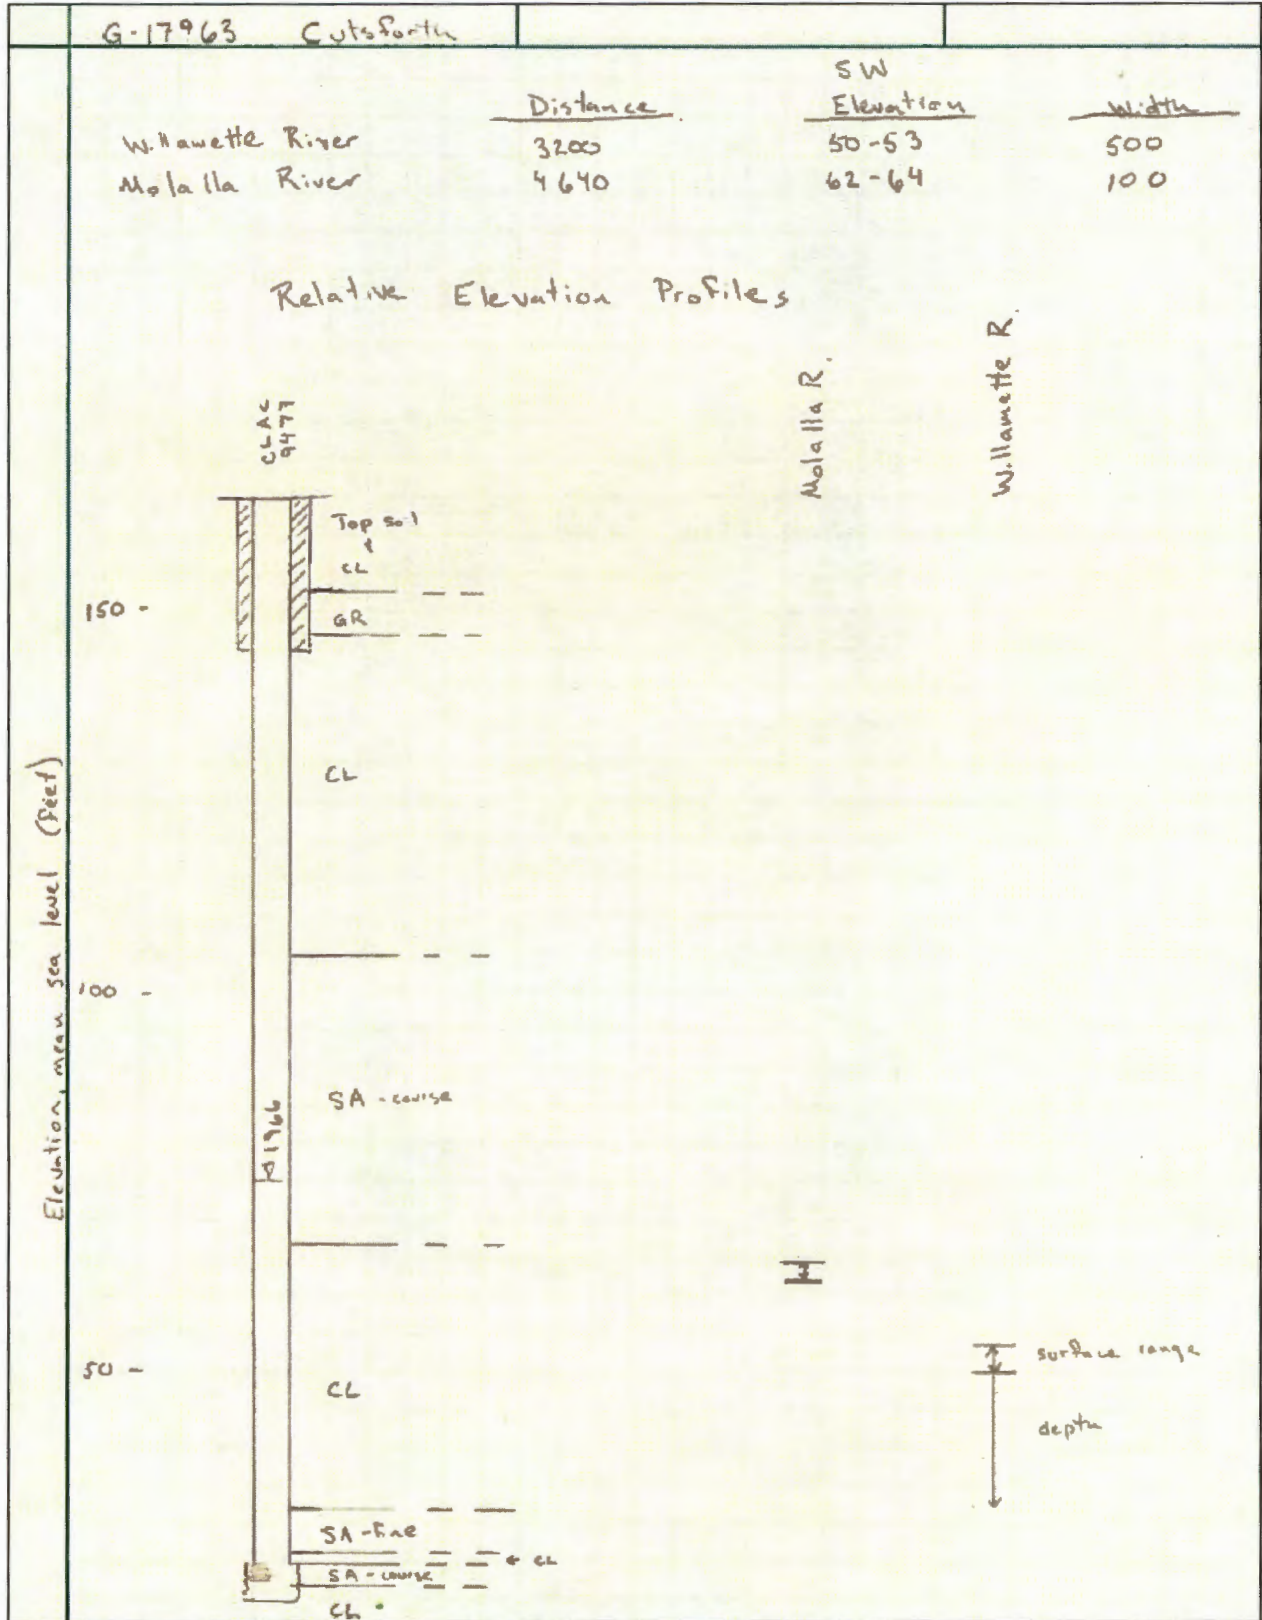 G-17963 Cutsforth
SW
Distance Elevation Width
Willamette River 3200 50-53 500
Molalla River 4640 62-64 100
Relative Elevation Profiles
Molalla R.
Willamette R.
CLAC
9477
Top soil
CL
150 -
GR
CL
Elevation, mean sea level (feet)
100 -
SA - course
1966
surface range
50 -
CL
depth
SA - fine
CL
SA - course
CL